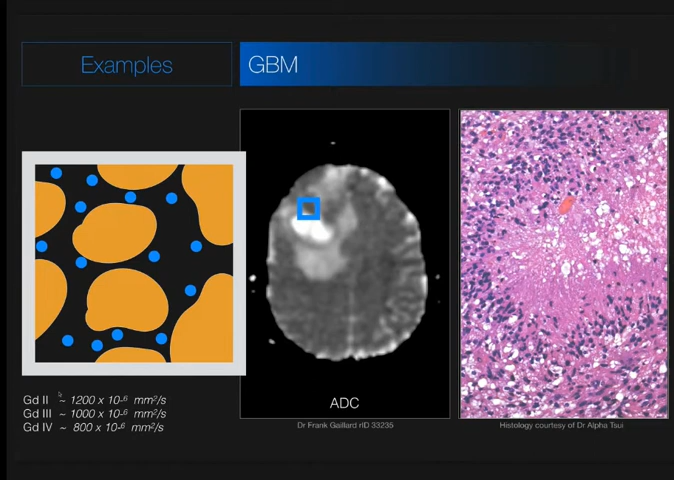 Examples
GBM
Gd II ~ 1200 x 10-⁶ mm²/s
Gd III ~ 1000 x 10-⁶ mm²/s
Gd IV ~ 800 x 10-⁶ mm²/s
ADC
Dr Frank Gaillard rID 33235
Histology courtesy of Dr Alpha Tsui